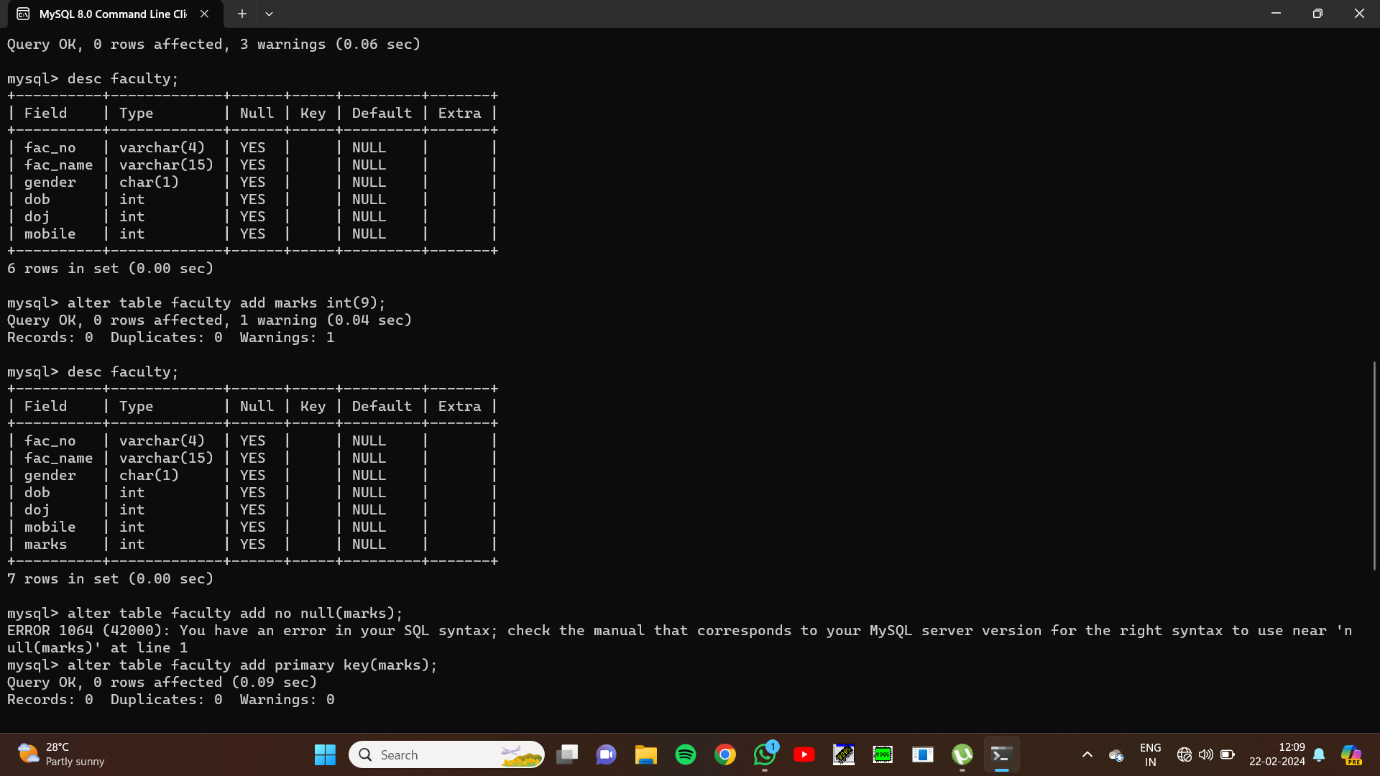 MySQL 8.0 Command Line Cli
Query OK, 0 rows affected, 3 warnings (0.06 sec)
mysql> desc faculty;
+----------+-------------+------+-----+---------+-------+
| Field    | Type        | Null | Key | Default | Extra |
+----------+-------------+------+-----+---------+-------+
| fac_no   | varchar(4)  | YES  |     | NULL    |       |
| fac_name | varchar(15) | YES  |     | NULL    |       |
| gender   | char(1)     | YES  |     | NULL    |       |
| dob      | int         | YES  |     | NULL    |       |
| doj      | int         | YES  |     | NULL    |       |
| mobile   | int         | YES  |     | NULL    |       |
+----------+-------------+------+-----+---------+-------+
6 rows in set (0.00 sec)
mysql> alter table faculty add marks int(9);
Query OK, 0 rows affected, 1 warning (0.04 sec)
Records: 0  Duplicates: 0  Warnings: 1
mysql> desc faculty;
+----------+-------------+------+-----+---------+-------+
| Field    | Type        | Null | Key | Default | Extra |
+----------+-------------+------+-----+---------+-------+
| fac_no   | varchar(4)  | YES  |     | NULL    |       |
| fac_name | varchar(15) | YES  |     | NULL    |       |
| gender   | char(1)     | YES  |     | NULL    |       |
| dob      | int         | YES  |     | NULL    |       |
| doj      | int         | YES  |     | NULL    |       |
| mobile   | int         | YES  |     | NULL    |       |
| marks    | int         | YES  |     | NULL    |       |
+----------+-------------+------+-----+---------+-------+
7 rows in set (0.00 sec)
mysql> alter table faculty add no null(marks);
ERROR 1064 (42000): You have an error in your SQL syntax; check the manual that corresponds to your MySQL server version for the right syntax to use near 'n
ull(marks)' at line 1
mysql> alter table faculty add primary key(marks);
Query OK, 0 rows affected (0.09 sec)
Records: 0  Duplicates: 0  Warnings: 0
28°C
Partly sunny
Search
1
ENG
IN
12:09
22-02-2024
PRE